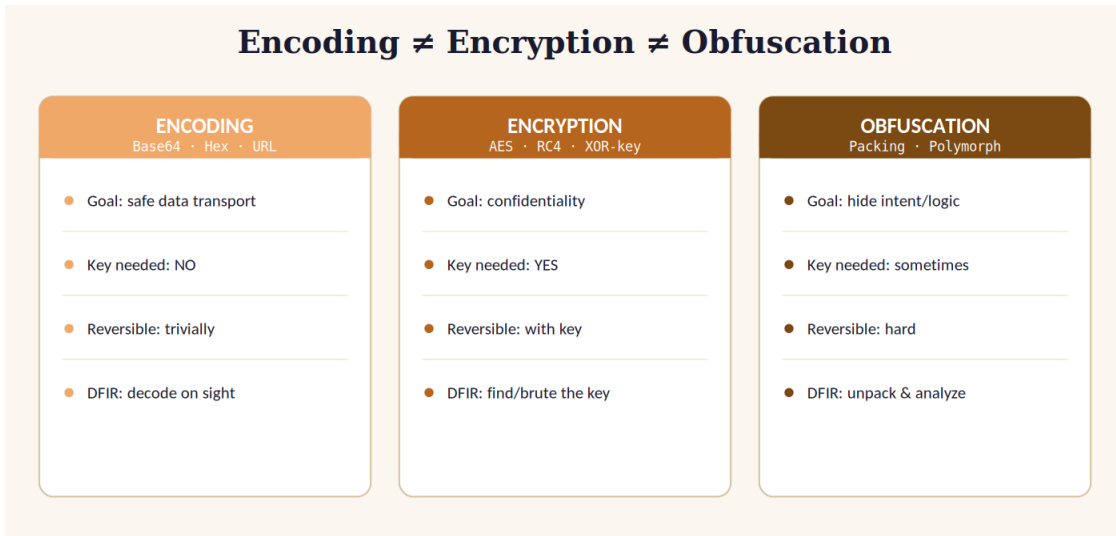 Encoding ≠ Encryption ≠ Obfuscation
ENCODING
Base64 · Hex · URL
Goal: safe data transport
Key needed: NO
Reversible: trivially
DFIR: decode on sight
ENCRYPTION
AES · RC4 · XOR-key
Goal: confidentiality
Key needed: YES
Reversible: with key
DFIR: find/brute the key
OBFUSCATION
Packing · Polymorph
Goal: hide intent/logic
Key needed: sometimes
Reversible: hard
DFIR: unpack & analyze